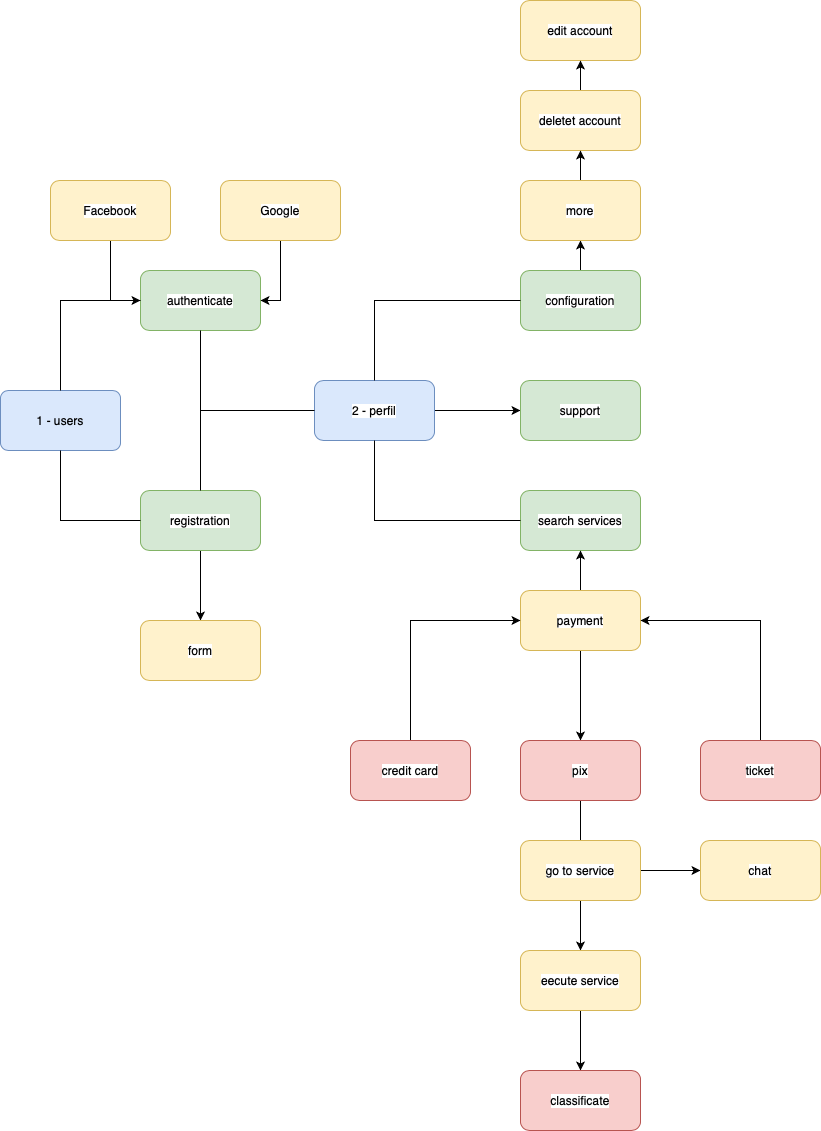 edit account
deletet account
Facebook
Google
more
authenticate
configuration
1 - users
2 - perfil
support
registration
search services
form
payment
credit card
pix
ticket
go to service
chat
eecute service
classificate